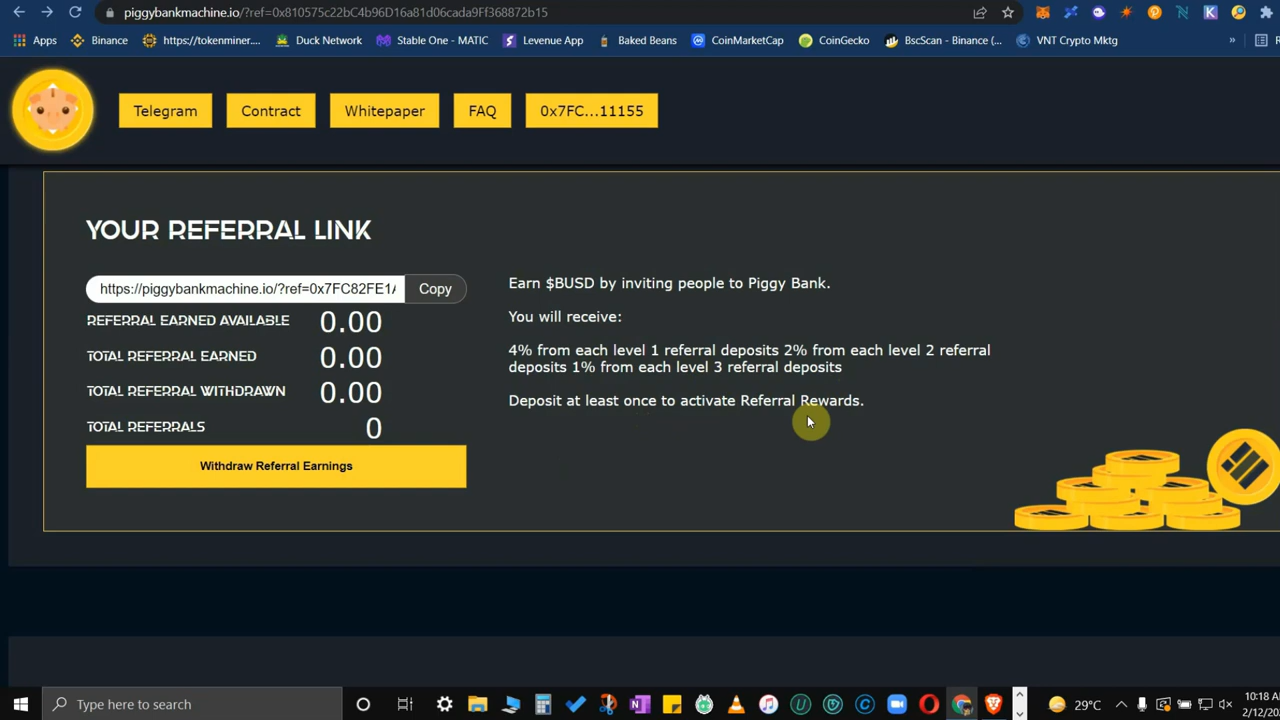 piggybankmachine.io/?ref=0x810575c22bC4b96D16a81d06cada9Ff368872b15
Apps Binance https://tokenminer.... Duck Network Stable One - MATIC Levenue App Baked Beans CoinMarketCap CoinGecko BscScan - Binance (... VNT Crypto Mktg » R
Telegram Contract Whitepaper FAQ 0x7FC...11155
YOUR REFERRAL LINK
https://piggybankmachine.io/?ref=0x7FC82FE1A Copy
REFERRAL EARNED AVAILABLE 0.00
TOTAL REFERRAL EARNED 0.00
TOTAL REFERRAL WITHDRAWN 0.00
TOTAL REFERRALS 0
Withdraw Referral Earnings
Earn $BUSD by inviting people to Piggy Bank.
You will receive:
4% from each level 1 referral deposits 2% from each level 2 referral
deposits 1% from each level 3 referral deposits
Deposit at least once to activate Referral Rewards.
Type here to search
29°C
10:18 A
2/12/20